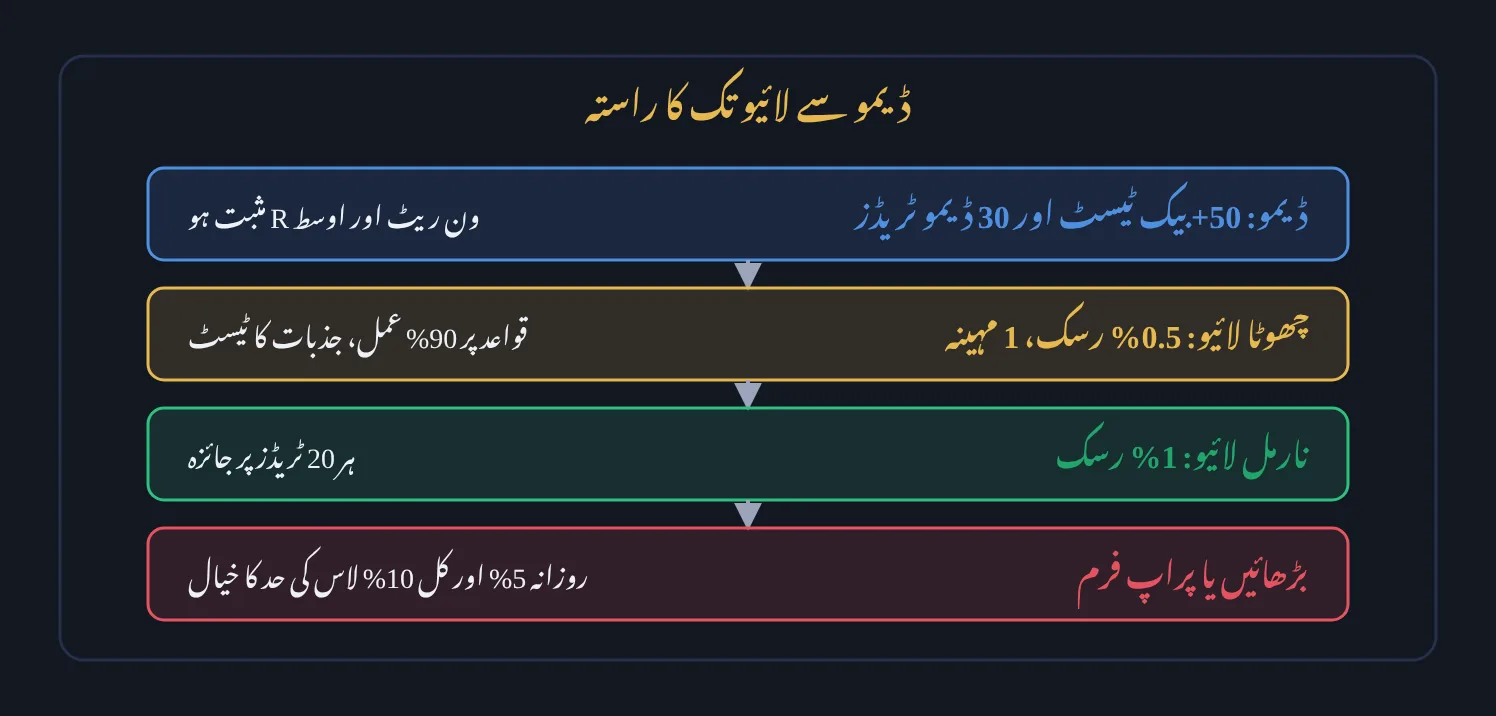 ڈیمو سے لائیو تک کا راستہ
ڈیمو: 50+ بیک ٹیسٹ اور 30 ڈیمو ٹریڈز
ون ریٹ اور اوسط R مثبت ہو
چھوٹا لائیو: 0.5% رسک، 1 مہینہ
قواعد پر 90% عمل، جذبات کا ٹیسٹ
نارمل لائیو: 1% رسک
ہر 20 ٹریڈز پر جائزہ
بڑھائیں یا پراپ فرم
روزانہ 5% اور کل 10% لاس کی حد کا خیال